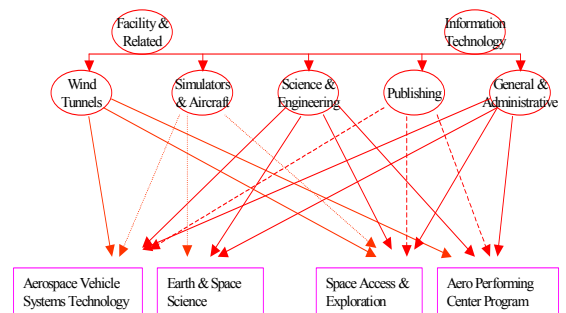 Facility &
Related
Information
Technology
Wind
Tunnels
Simulators
& Aircraft
Science &
Engineering
Publishing
General &
Administrative
Aerospace Vehicle
Systems Technology
Earth & Space
Science
Space Access &
Exploration
Aero Performing
Center Program